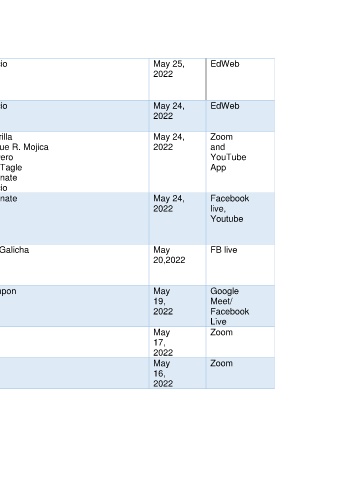 io May 25, EdWeb
2022
io May 24, EdWeb
2022
rilla May 24, Zoom
ue R. Mojica 2022 and
ero YouTube
Tagle App
nate
io
nate May 24, Facebook
2022 live,
Youtube
Galicha May FB live
20,2022
upon May Google
19, Meet/
2022 Facebook
Live
May Zoom
17,
2022
May Zoom
16,
2022